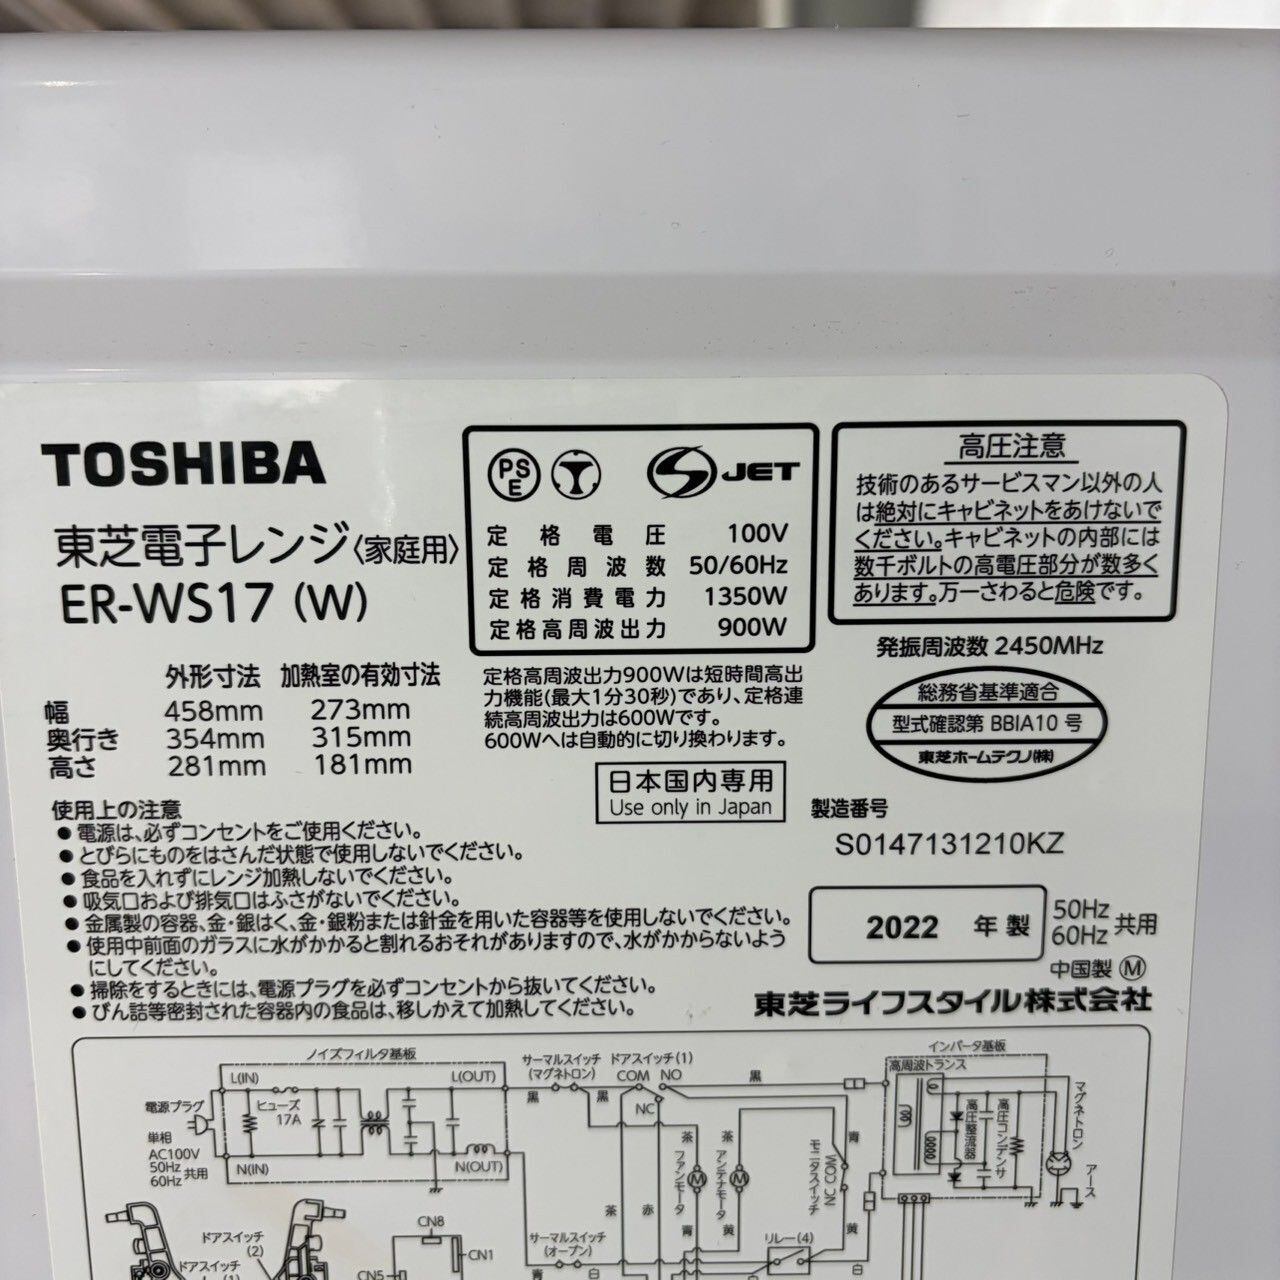 TOSHIBA
東芝電子レンジ〈家庭用〉
ER-WS17 (W)
外形寸法 加熱室の有効寸法
幅 458mm 273mm
奥行き 354mm 315mm
高さ 281mm 181mm
PS
E
JET
定格電圧 100V
定格周波数 50/60Hz
定格消費電力 1350W
定格高周波出力 900W
定格高周波出力900Wは短時間高出
力機能(最大1分30秒)であり、定格連
続高周波出力は600Wです。
600Wへは自動的に切り換わります。
日本国内専用
Use only in Japan
高圧注意
技術のあるサービスマン以外の人
は絶対にキャビネットをあけないで
ください。キャビネットの内部には
数千ボルトの高電圧部分が数多く
あります。万一さわると危険です。
発振周波数 2450MHz
総務省基準適合
型式確認第 BBIA10 号
東芝ホームテクノ(株)
製造番号
S0147131210KZ
2022 年製
50Hz
60Hz 共用
中国製 M
東芝ライフスタイル株式会社
使用上の注意
●電源は、必ずコンセントをご使用ください。
●とびらにものをはさんだ状態で使用しないでください。
●食品を入れずにレンジ加熱しないでください。
●吸気口および排気口はふさがないでください。
●金属製の容器、金・銀はく、金・銀粉または針金を用いた容器等を使用しないでください。
●使用中前面のガラスに水がかかると割れるおそれがありますので、水がかからないよう
にしてください。
●掃除をするときには、電源プラグを必ずコンセントから抜いてください。
●びん詰等密封された容器内の食品は、移しかえて加熱してください。
ノイズフィルタ基板
L(IN)
L(OUT)
電源プラグ
ヒューズ
17A
単相
AC100V
50Hz
60Hz 共用
N(IN)
N(OUT)
サーマルスイッチ
(マグネトロン)
ドアスイッチ(1)
COM NO
NC
黒
黒
黒
インバータ基板
高周波トランス
高圧整流器
高圧コンデンサ
マグネトロン
アース
茶
ファンモータ
M
青
茶
アンテナモータ
M
黄
青
NC COM
NO
モニタスイッチ
黄
茶
赤
リレー(4)
白
サーマルスイッチ
(オーブン)
青
白
ドアスイッチ
(2)
ドアスイッチ
CN8
CN1
CN5